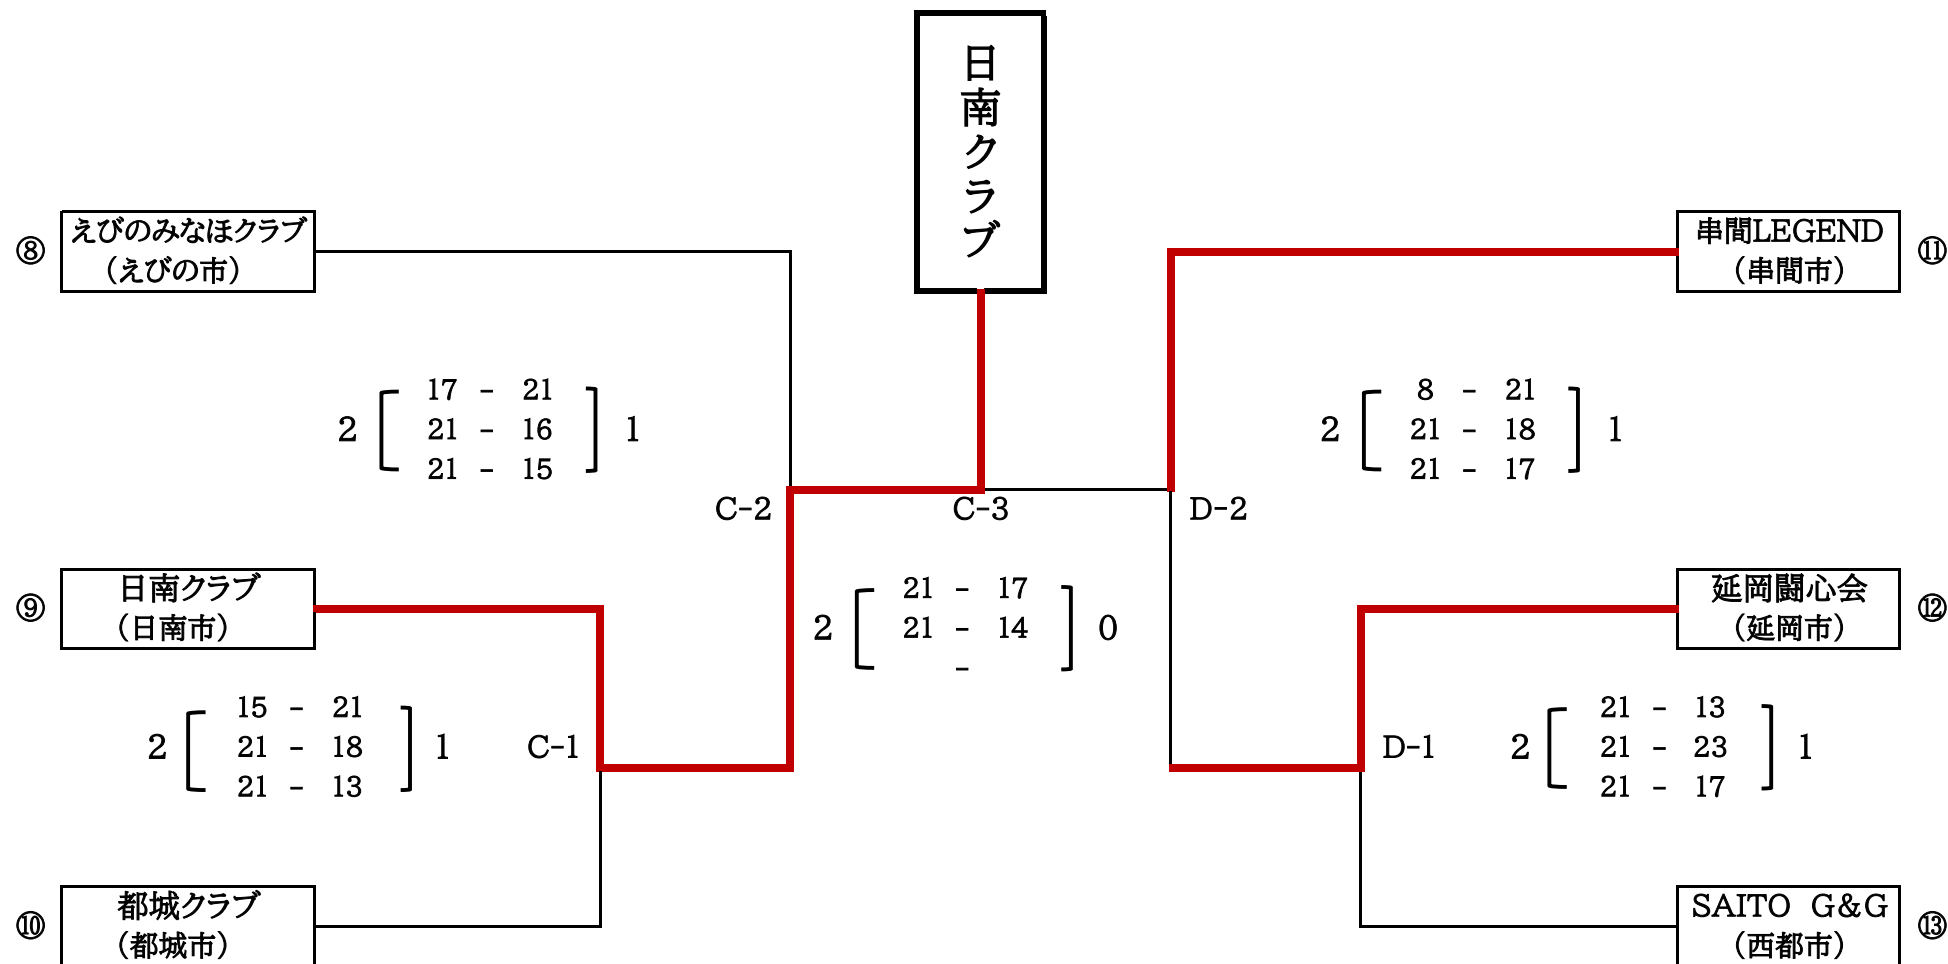 日南クラブ
⑧
えびのみなほクラブ
（えびの市）
串間LEGEND
（串間市）
⑪
17 - 21
2 21 - 16 1
21 - 15
8 - 21
2 21 - 18 1
21 - 17
C-2
C-3
D-2
⑨
日南クラブ
（日南市）
21 - 17
2 21 - 14 0
-
延岡闘心会
（延岡市）
⑫
15 - 21
2 21 - 18 1
21 - 13
C-1
D-1
21 - 13
2 21 - 23 1
21 - 17
⑩
都城クラブ
（都城市）
SAITO　G&G
（西都市）
⑬